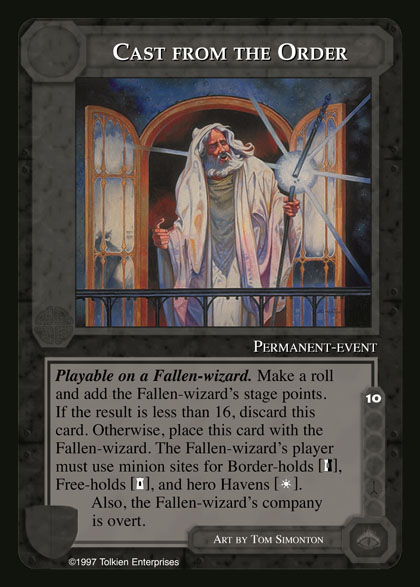 Cast from the Order
Permanent-event
Playable on a Fallen-wizard. Make a roll
and add the Fallen-wizard's stage points.
If the result is less than 16, discard this
card. Otherwise, place this card with the
Fallen-wizard. The Fallen-wizard's player
must use minion sites for Border-holds [ ],
Free-holds [ ], and hero Havens [ ].
Also, the Fallen-wizard's company
is overt.
10
Art by Tom Simonton
©1997 Tolkien Enterprises